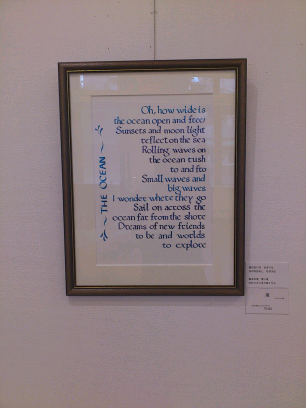 THE OCEAN
Oh, how wide is
the ocean open and free
Sunsets and moon light
reflect on the sea
Rolling waves on
the ocean rush
to and fro
Small waves and
big waves
I wonder where they go
Sail on across the
ocean far from the shore
Dreams of new friends
to be and worlds
to explore